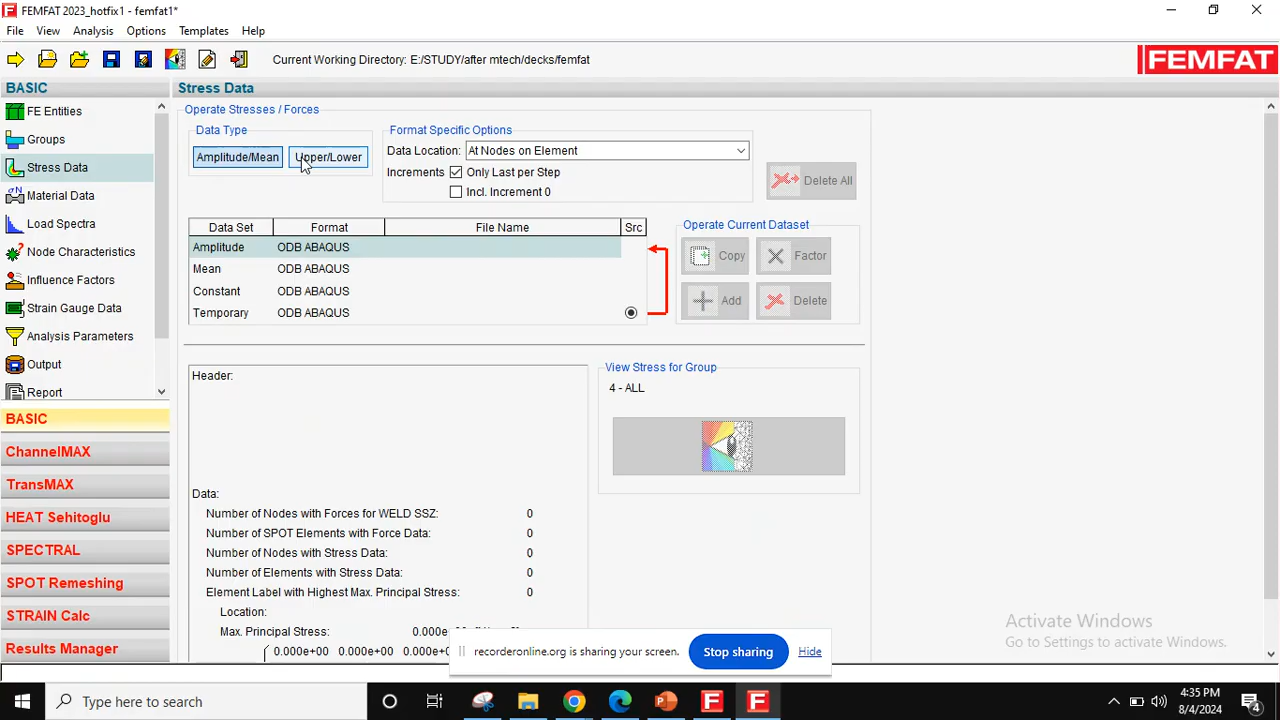 FEMFAT 2023_hotfix1 - femfat1*
File View Analysis Options Templates Help
Current Working Directory: E:/STUDY/after mtech/decks/femfat
FEMFAT
BASIC
FE Entities
Groups
Stress Data
Material Data
Load Spectra
Node Characteristics
Influence Factors
Strain Gauge Data
Analysis Parameters
Output
Report
BASIC
ChannelMAX
TransMAX
HEAT Sehitoglu
SPECTRAL
SPOT Remeshing
STRAIN Calc
Results Manager
Stress Data
Operate Stresses / Forces
Data Type
Amplitude/Mean Upper/Lower
Format Specific Options
Data Location: At Nodes on Element
Increments Only Last per Step
Incl. Increment 0
Delete All
Data Set Format File Name Src
Amplitude ODB ABAQUS
Mean ODB ABAQUS
Constant ODB ABAQUS
Temporary ODB ABAQUS
Operate Current Dataset
Copy Factor
Add Delete
Header:
Data:
Number of Nodes with Forces for WELD SSZ: 0
Number of SPOT Elements with Force Data: 0
Number of Nodes with Stress Data: 0
Number of Elements with Stress Data: 0
Element Label with Highest Max. Principal Stress: 0
Location:
Max. Principal Stress: 0.000e
0.000e+00 0.000e+00
View Stress for Group
4 - ALL
recorderonline.org is sharing your screen. Stop sharing Hide
Activate Windows
Go to Settings to activate Windows.
Type here to search
4:35 PM
8/4/2024
4